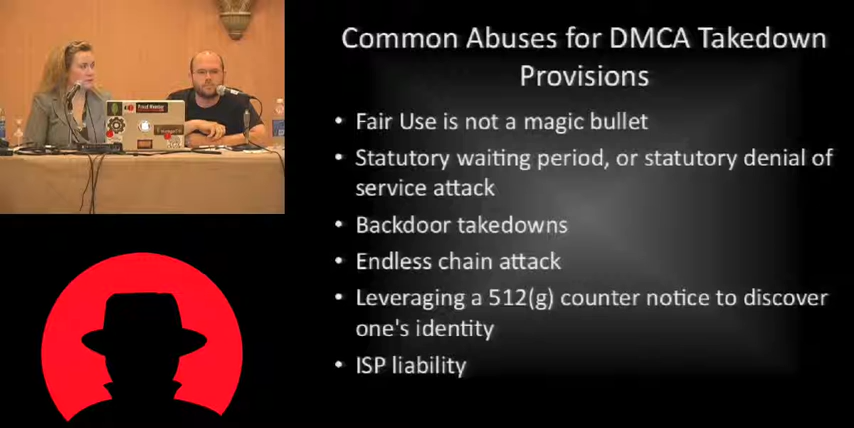 Common Abuses for DMCA Takedown
Provisions
• Fair Use is not a magic bullet
• Statutory waiting period, or statutory denial of
service attack
• Backdoor takedowns
• Endless chain attack
• Leveraging a 512(g) counter notice to discover
one's identity
• ISP liability